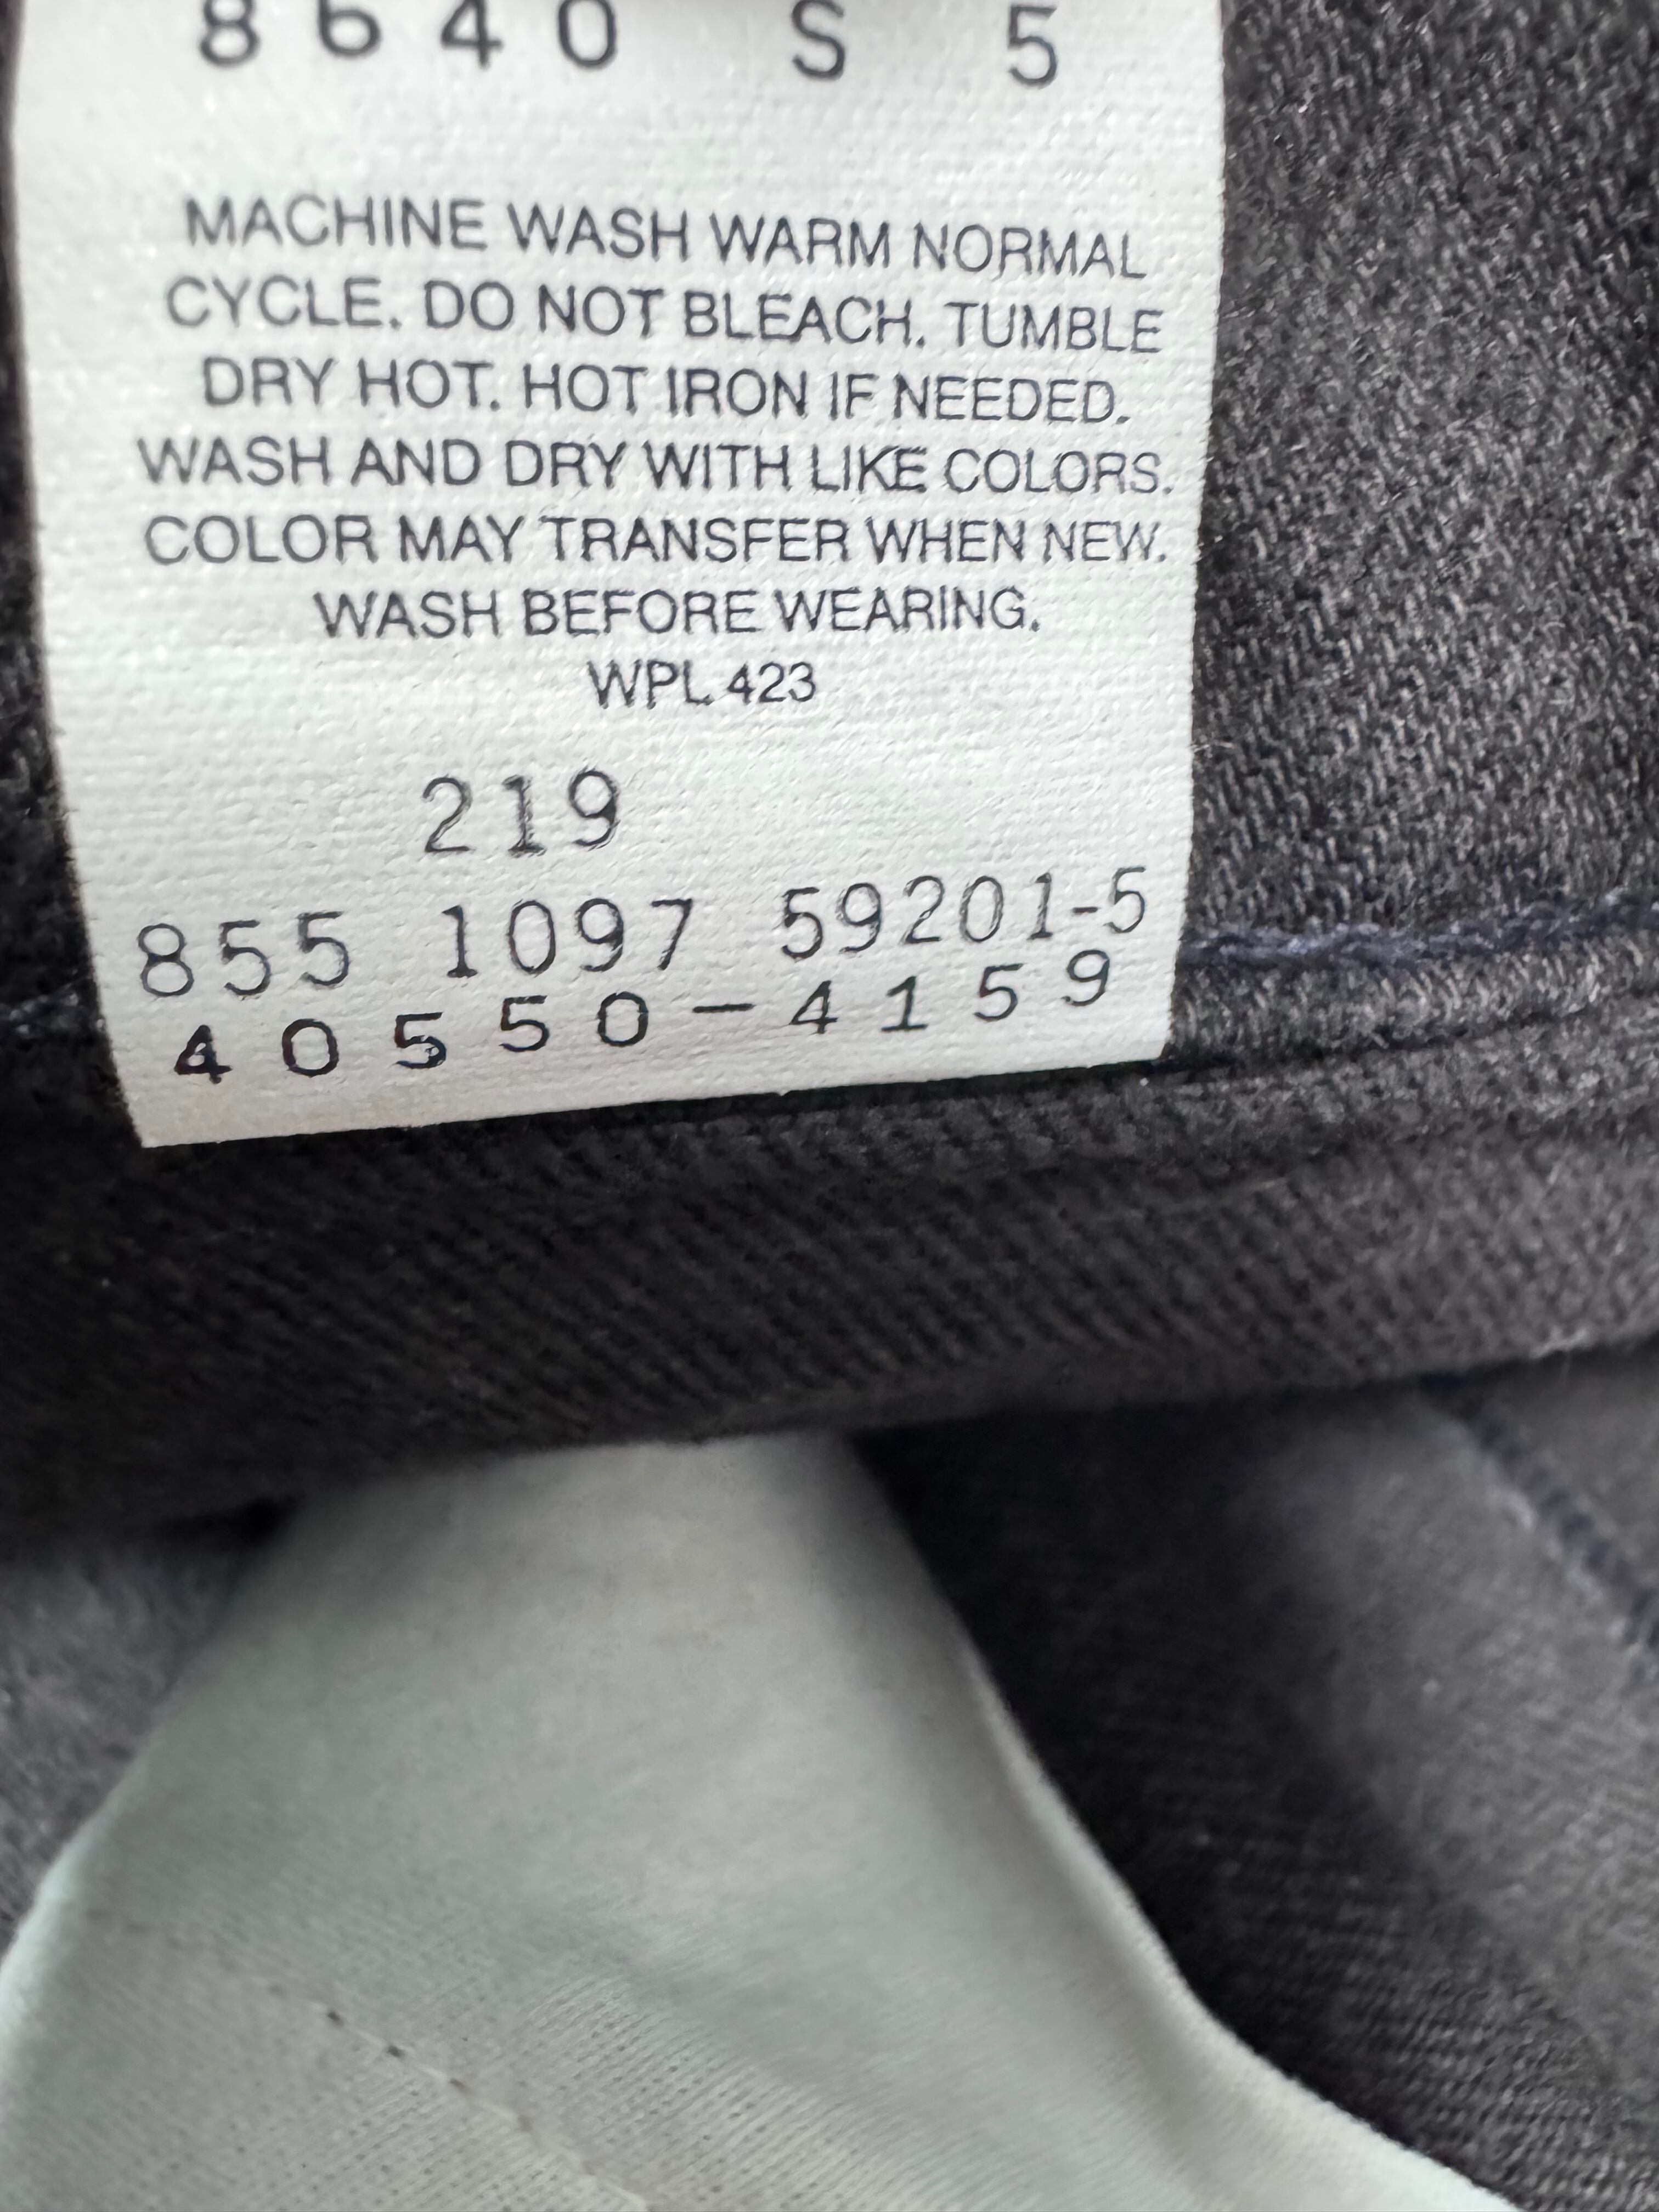 8640 S 5
MACHINE WASH WARM NORMAL
CYCLE. DO NOT BLEACH. TUMBLE
DRY HOT. HOT IRON IF NEEDED.
WASH AND DRY WITH LIKE COLORS.
COLOR MAY TRANSFER WHEN NEW.
WASH BEFORE WEARING.
WPL 423
219
855 1097 59201-5
40550-4159